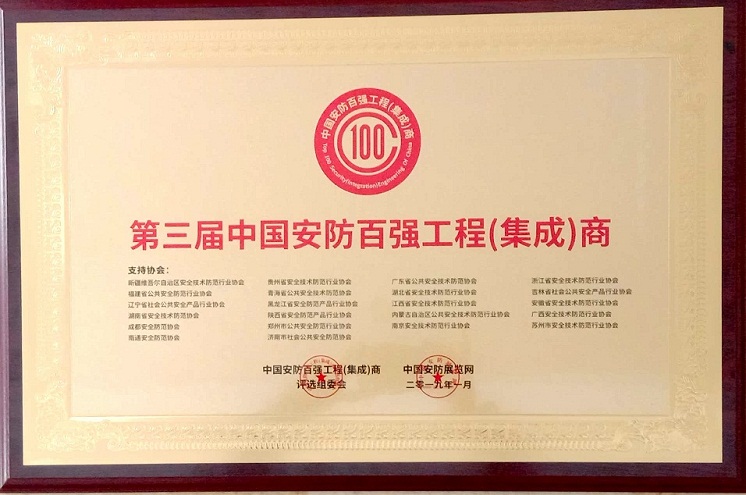 中国安防百强工程(集成)商
100
Top 100 Security(Integration)Engineering Of China
第三届中国安防百强工程(集成)商
支持协会:
新疆维吾尔自治区安全技术防范行业协会 贵州省安全技术防范行业协会 广东省公共安全技术防范协会 浙江省安全技术防范行业协会
福建省公共安全防范行业协会 青海省公共安全技术防范协会 湖北省安全技术防范行业协会 吉林省社会公共安全产品行业协会
辽宁省社会公共安全产品行业协会 黑龙江省安全防范产品行业协会 江西省安全技术防范行业协会 安徽省安全技术防范行业协会
湖南省安全技术防范协会 陕西省安全防范产品行业协会 内蒙古自治区公共安全技术防范行业协会 广西安全技术防范行业协会
成都安全防范协会 郑州市公共安全防范行业协会 南京安全技术防范行业协会 苏州市安全技术防范行业协会
南通安全防范协会 济南市社会公共安全防范协会
中国安防百强工程(集成)商 中国安防展览网
评选组委会 二零一九年一月